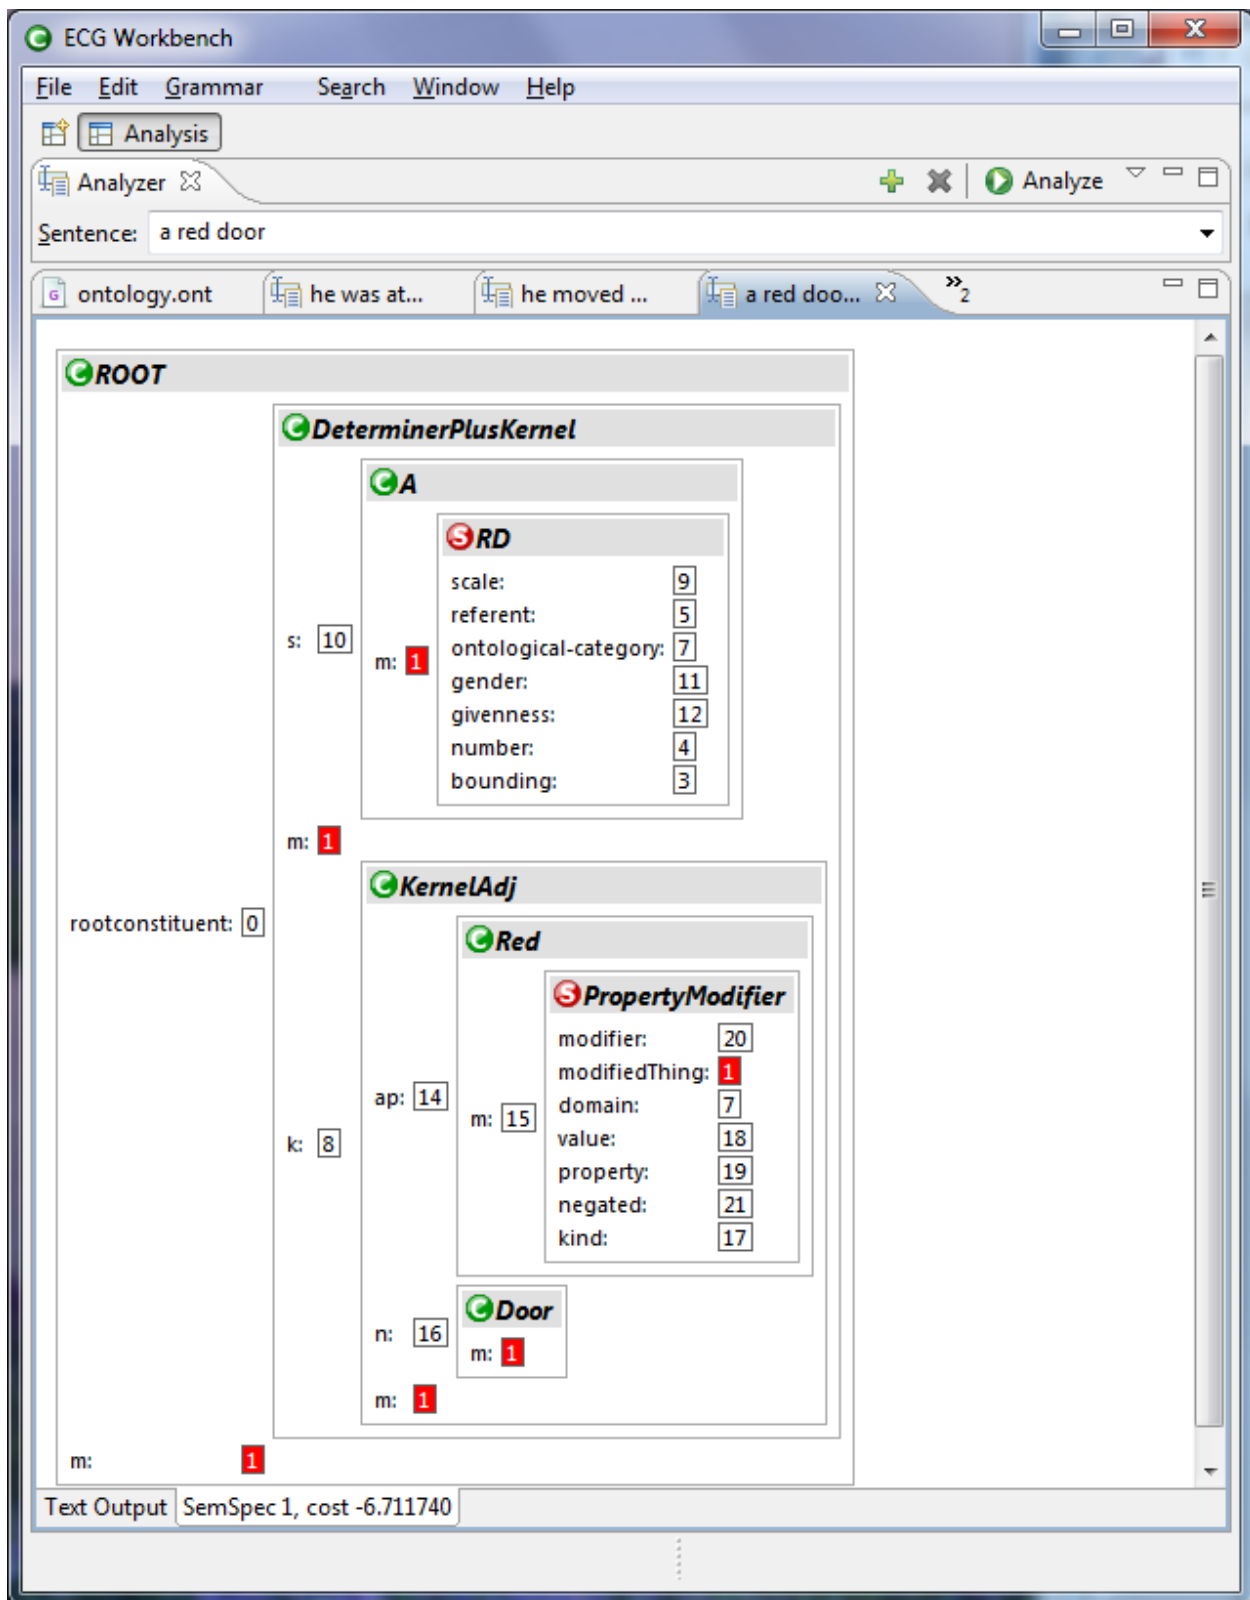 ECG Workbench
File Edit Grammar Search Window Help
Analysis
Analyzer
Analyze
Sentence: a red door
ontology.ont he was at... he moved ... a red doo... »2
ROOT
DeterminerPlusKernel
A
RD
scale: 9
referent: 5
s: 10
ontological-category: 7
m: 1
gender: 11
givenness: 12
number: 4
bounding: 3
m: 1
KernelAdj
rootconstituent: 0
Red
PropertyModifier
modifier: 20
modifiedThing: 1
ap: 14
domain: 7
m: 15
value: 18
k: 8
property: 19
negated: 21
kind: 17
Door
n: 16
m: 1
m: 1
m: 1
Text Output SemSpec 1, cost -6.711740